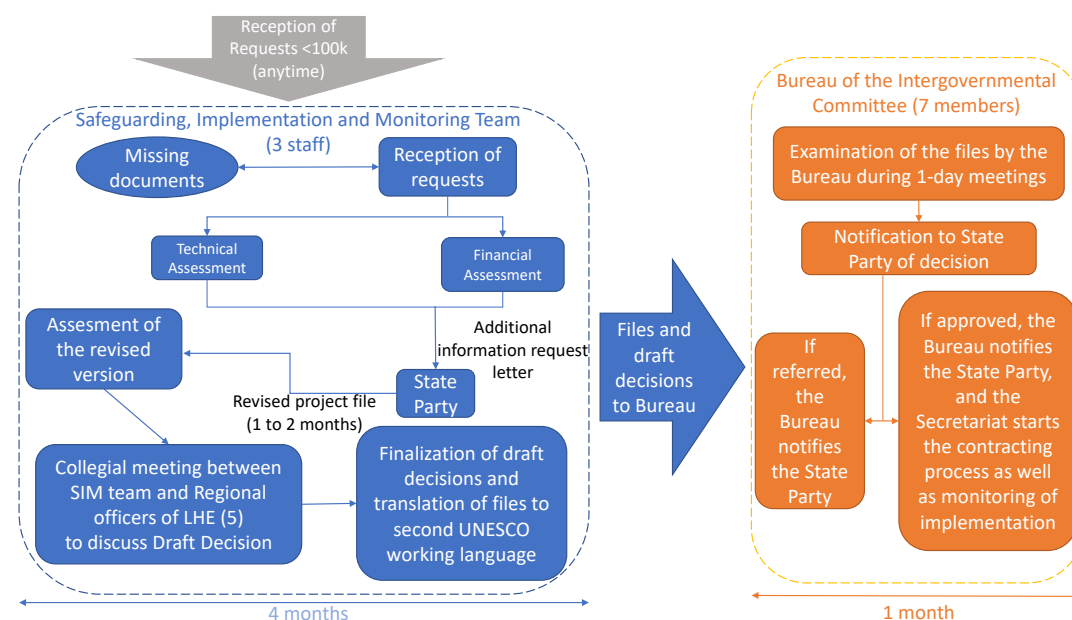 Reception of
Requests <100k
(anytime)
Safeguarding, Implementation and Monitoring Team
(3 staff)
Missing
documents
Reception of
requests
Technical
Assessment
Financial
Assessment
Assesment of
the revised
version
Additional
information request
letter
State
Party
Revised project file
(1 to 2 months)
Collegial meeting between
SIM team and Regional
officers of LHE (5)
to discuss Draft Decision
Finalization of draft
decisions and
translation of files to
second UNESCO
working language
4 months
Files and
draft
decisions
to Bureau
Bureau of the Intergovernmental
Committee (7 members)
Examination of the files by the
Bureau during 1-day meetings
Notification to State
Party of decision
If
referred,
the
Bureau
notifies
the State
Party
If approved, the
Bureau notifies
the State Party,
and the
Secretariat starts
the contracting
process as well
as monitoring of
implementation
1 month